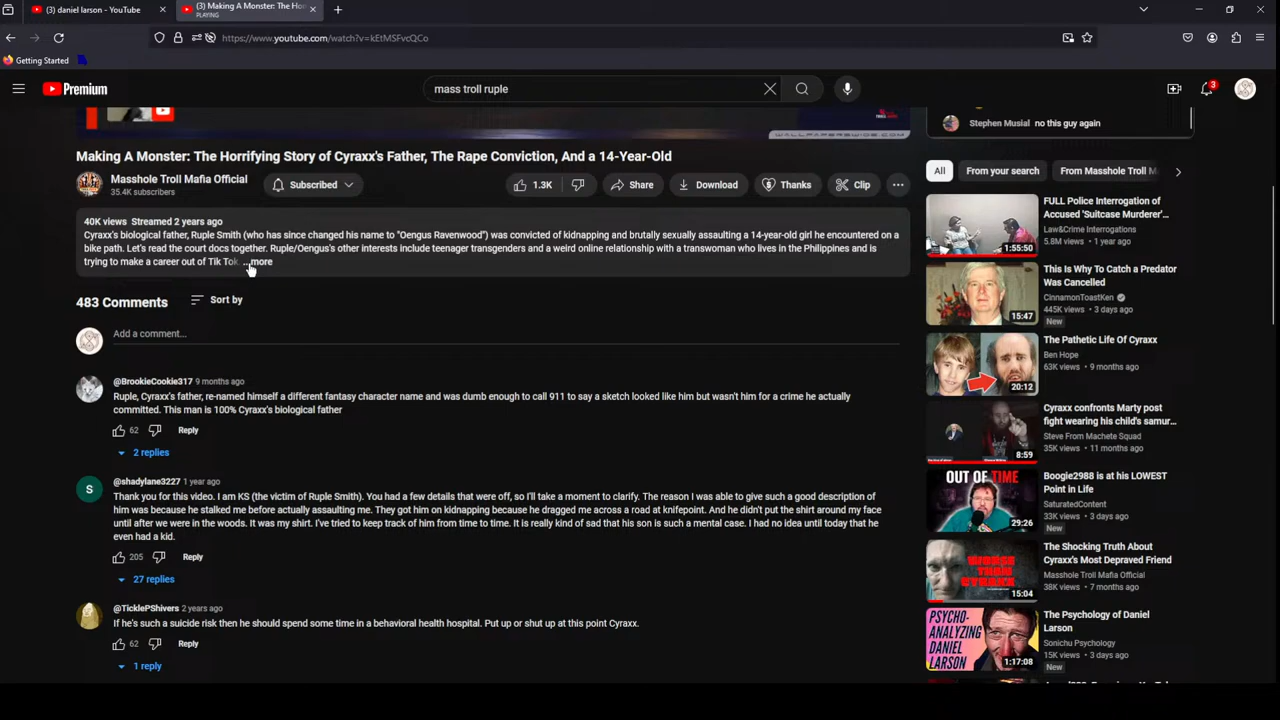 (3) daniel larson - YouTube
(3) Making A Monster: The Hor
PLAYING
https://www.youtube.com/watch?v=kEtMSFvcQCo
Getting Started
Premium
mass troll ruple
3
Stephen Musial no this guy again
Making A Monster: The Horrifying Story of Cyraxx's Father, The Rape Conviction, And a 14-Year-Old
Masshole Troll Mafia Official
35.4K subscribers
Subscribed
1.3K
Share
Download
Thanks
Clip
40K views Streamed 2 years ago
Cyraxx's biological father, Ruple Smith (who has since changed his name to "Oengus Ravenwood") was convicted of kidnapping and brutally sexually assaulting a 14-year-old girl he encountered on a
bike path. Let's read the court docs together. Ruple/Oengus's other interests include teenager transgenders and a weird online relationship with a transwoman who lives in the Philippines and is
trying to make a career out of Tik Tok ...more
483 Comments
Sort by
Add a comment...
@BrookieCookie317 9 months ago
Ruple, Cyraxx's father, re-named himself a different fantasy character name and was dumb enough to call 911 to say a sketch looked like him but wasn't him for a crime he actually
committed. This man is 100% Cyraxx's biological father
62
Reply
2 replies
S
@shadylane3227 1 year ago
Thank you for this video. I am KS (the victim of Ruple Smith). You had a few details that were off, so I'll take a moment to clarify. The reason I was able to give such a good description of
him was because he stalked me before actually assaulting me. They got him on kidnapping because he dragged me across a road at knifepoint. And he didn't put the shirt around my face
until after we were in the woods. It was my shirt. I've tried to keep track of him from time to time. It is really kind of sad that his son is such a mental case. I had no idea until today that he
even had a kid.
205
Reply
27 replies
@TicklePShivers 2 years ago
If he's such a suicide risk then he should spend some time in a behavioral health hospital. Put up or shut up at this point Cyraxx.
62
Reply
1 reply
All
From your search
From Masshole Troll M
FULL Police Interrogation of
Accused 'Suitcase Murderer'...
Law&Crime Interrogations
5.8M views • 1 year ago
1:55:50
This Is Why To Catch a Predator
Was Cancelled
CinnamonToastKen
445K views • 3 days ago
New
15:47
The Pathetic Life Of Cyraxx
Ben Hope
63K views • 9 months ago
20:12
Cyraxx confronts Marty post
fight wearing his child's samur...
Steve From Machete Squad
35K views • 11 months ago
8:59
OUT OF TIME
Boogie2988 is at his LOWEST
Point in Life
SaturatedContent
33K views • 3 days ago
New
29:26
WORSE
THAN
CYRAXX
The Shocking Truth About
Cyraxx's Most Depraved Friend
Masshole Troll Mafia Official
38K views • 7 months ago
15:04
PSYCHO-
ANALYZING
DANIEL
LARSON
The Psychology of Daniel
Larson
Sonichu Psychology
15K views • 3 days ago
New
1:17:08